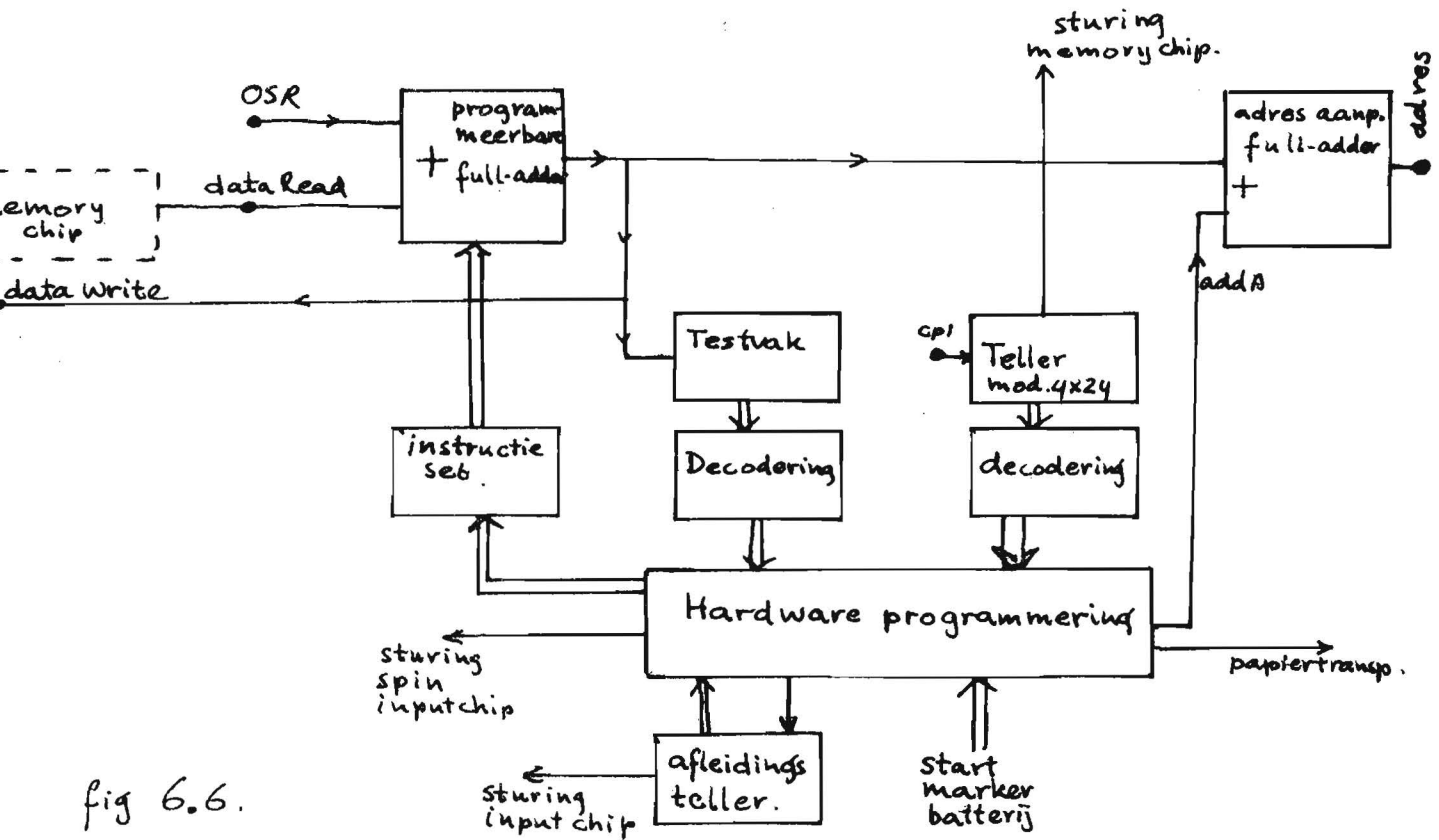 sturing
memory chip.
OSR
program-
meerbare
+ full-adder
adres aanp.
full-adder
+
adres
data Read
memory
chip
data write
addA
Testvak
cp1
Teller
mod. 4x24
instructie
set.
Decodering
decodering
Hardware programmering
sturing
spin
input chip
papiertransp.
afleidings
teller.
sturing
input chip
start
marker
batterij
fig 6.6.